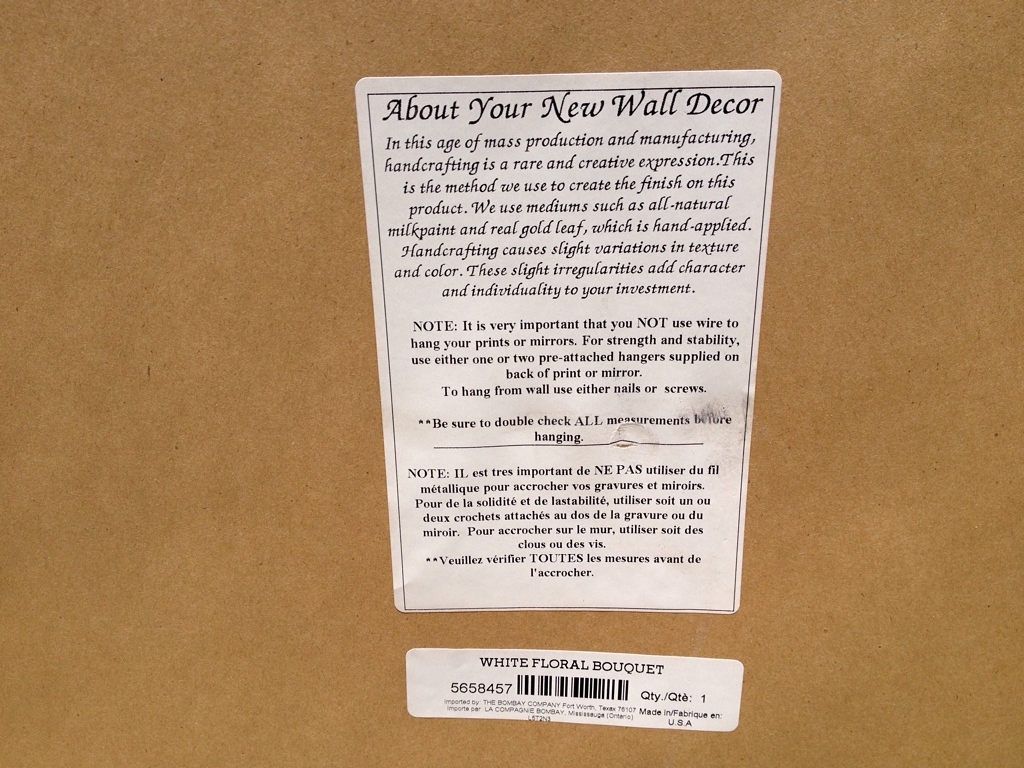 About Your New Wall Decor
In this age of mass production and manufacturing,
handcrafting is a rare and creative expression.This
is the method we use to create the finish on this
product. We use mediums such as all-natural
milkpaint and real gold leaf, which is hand-applied.
Handcrafting causes slight variations in texture
and color. These slight irregularities add character
and individuality to your investment.
NOTE: It is very important that you NOT use wire to
hang your prints or mirrors. For strength and stability,
use either one or two pre-attached hangers supplied on
back of print or mirror.
To hang from wall use either nails or screws.
**Be sure to double check ALL measurements before
hanging.
NOTE: IL est tres important de NE PAS utiliser du fil
métallique pour accrocher vos gravures et miroirs.
Pour de la solidité et de lastabilité, utiliser soit un ou
deux crochets attachés au dos de la gravure ou du
miroir. Pour accrocher sur le mur, utiliser soit des
clous ou des vis.
**Veuillez vérifier TOUTES les mesures avant de
l'accrocher.
WHITE FLORAL BOUQUET
5658457 Qty./Qtè: 1
Imported by: THE BOMBAY COMPANY Fort Worth, Texax 76107
Importe par: LA COMPAGNIE BOMBAY, Mississauga (Ontario)
L5T2N3
Made in/Fabrique en:
U.S.A